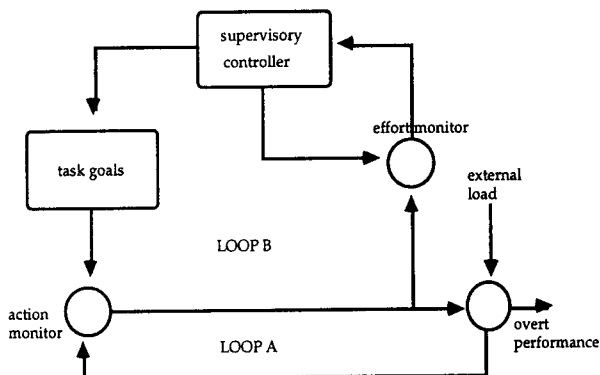 supervisory
controller
effort monitor
task goals
external
load
LOOP B
action
monitor
overt
performance
LOOP A